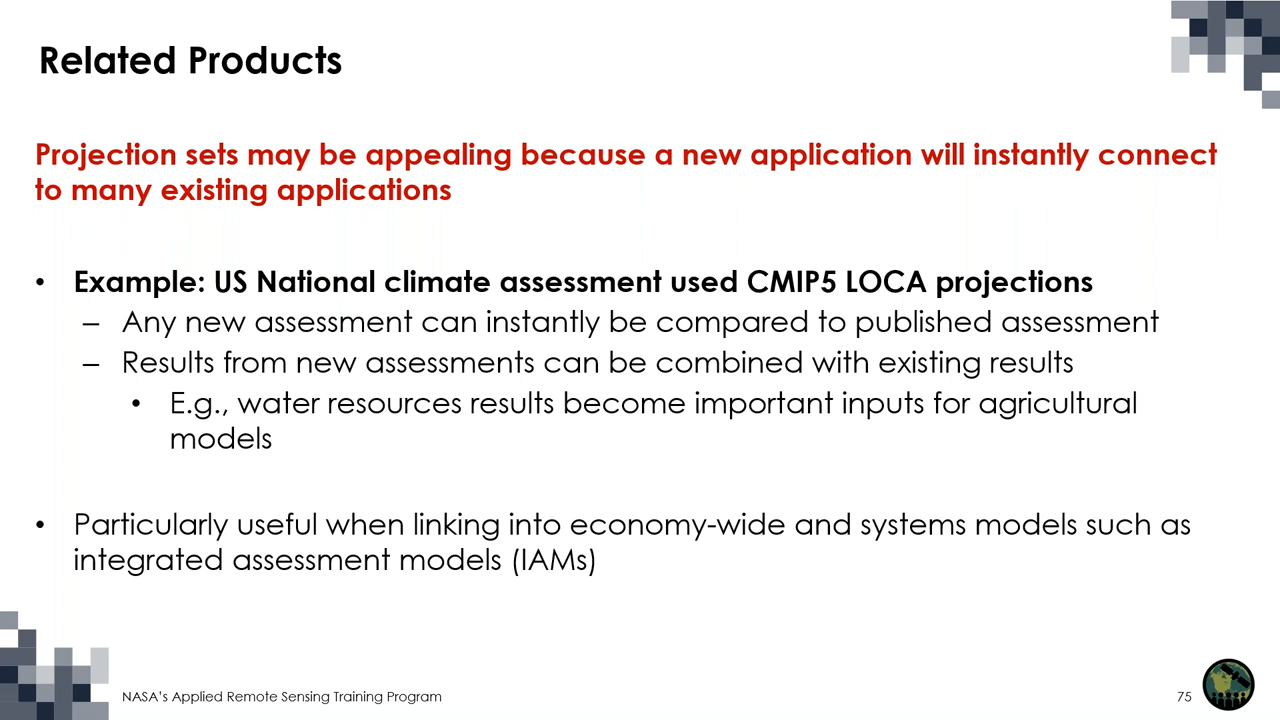 Related Products
Projection sets may be appealing because a new application will instantly connect
to many existing applications
• Example: US National climate assessment used CMIP5 LOCA projections
– Any new assessment can instantly be compared to published assessment
– Results from new assessments can be combined with existing results
• E.g., water resources results become important inputs for agricultural
models
• Particularly useful when linking into economy-wide and systems models such as
integrated assessment models (IAMs)
NASA's Applied Remote Sensing Training Program
75